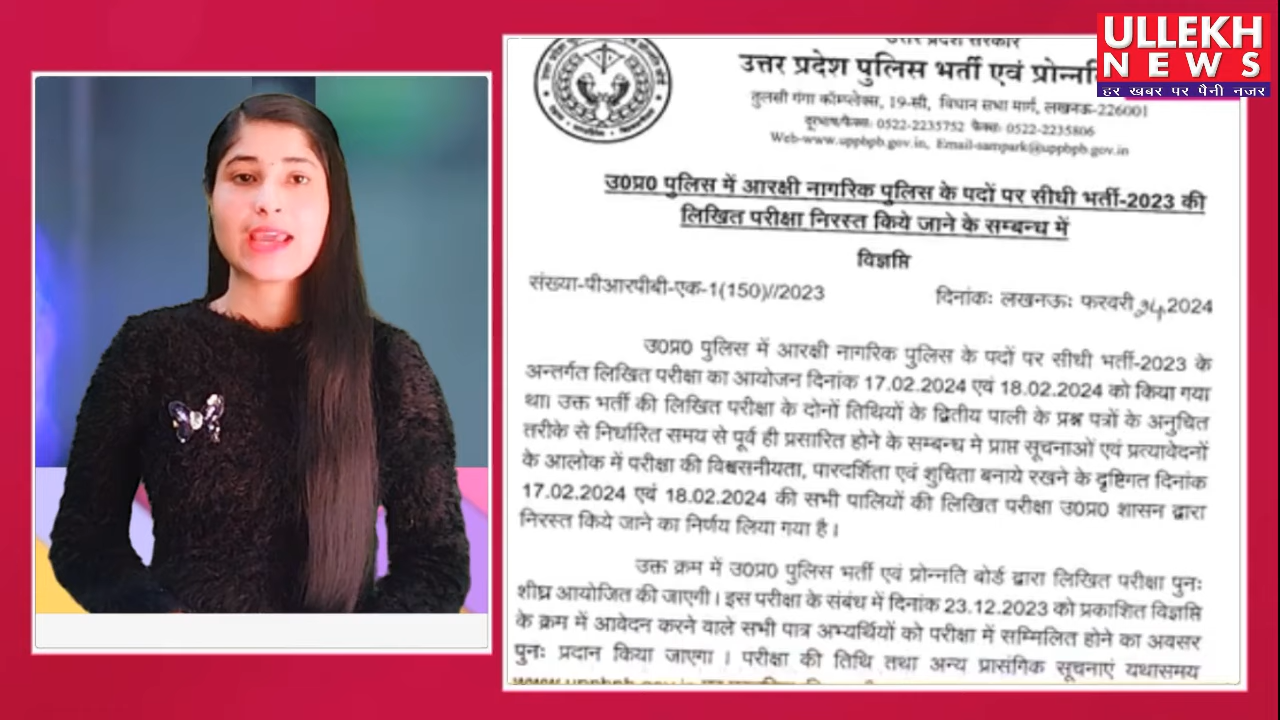 ULLEKH
NEWS
हर खबर पर पैनी नज़र
उत्तर प्रदेश सरकार
उत्तर प्रदेश पुलिस भर्ती एवं प्रोन्नति
तुलसी गंगा कॉम्प्लेक्स, 19-सी, विधान सभा मार्ग, लखनऊ-226001
दूरभाष/फैक्सः 0522-2235752 फैक्सः 0522-2235806
Web-www.uppbpb.gov.in, Email-sampark@uppbpb.gov.in
उ0प्र0 पुलिस में आरक्षी नागरिक पुलिस के पदों पर सीधी भर्ती-2023 की
लिखित परीक्षा निरस्त किये जाने के सम्बन्ध में
विज्ञप्ति
संख्या-पीआरपीबी-एक-1(150)//2023 दिनांकः लखनऊः फरवरी 24, 2024
उ0प्र0 पुलिस में आरक्षी नागरिक पुलिस के पदों पर सीधी भर्ती-2023 के
अन्तर्गत लिखित परीक्षा का आयोजन दिनांक 17.02.2024 एवं 18.02.2024 को किया गया
था। उक्त भर्ती की लिखित परीक्षा के दोनों तिथियों के द्वितीय पाली के प्रश्न पत्रों के अनुचित
तरीके से निर्धारित समय से पूर्व ही प्रसारित होने के सम्बन्ध मे प्राप्त सूचनाओं एवं प्रत्यावेदनों
के आलोक में परीक्षा की विश्वसनीयता, पारदर्शिता एवं शुचिता बनाये रखने के दृष्टिगत दिनांक
17.02.2024 एवं 18.02.2024 की सभी पालियों की लिखित परीक्षा उ0प्र0 शासन द्वारा
निरस्त किये जाने का निर्णय लिया गया है।
उक्त क्रम में उ0प्र0 पुलिस भर्ती एवं प्रोन्नति बोर्ड द्वारा लिखित परीक्षा पुनः
शीघ्र आयोजित की जाएगी। इस परीक्षा के संबंध में दिनांक 23.12.2023 को प्रकाशित विज्ञप्ति
के क्रम में आवेदन करने वाले सभी पात्र अभ्यर्थियों को परीक्षा में सम्मिलित होने का अवसर
पुनः प्रदान किया जाएगा । परीक्षा की तिथि तथा अन्य प्रासंगिक सूचनाएं यथासमय